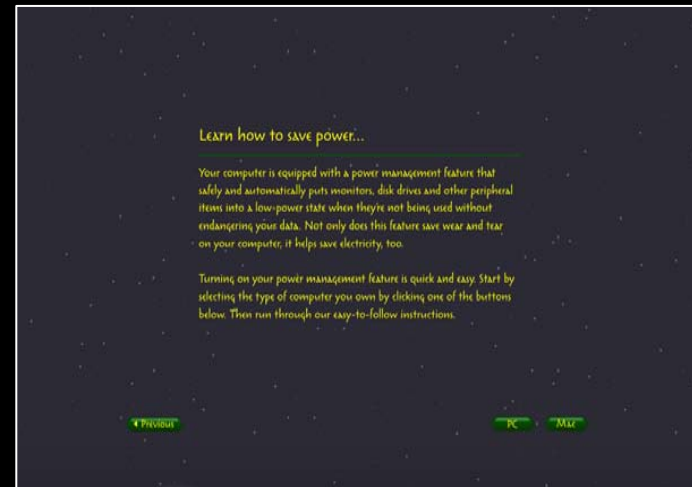 Learn how to save power...
Your computer is equipped with a power management feature that
safely and automatically puts monitors, disk drives and other peripheral
items into a low-power state when they're not being used without
endangering your data. Not only does this feature save wear and tear
on your computer, it helps save electricity, too.
Turning on your power management feature is quick and easy. Start by
selecting the type of computer you own by clicking one of the buttons
below. Then run through our easy-to-follow instructions.
Previous PC Mac